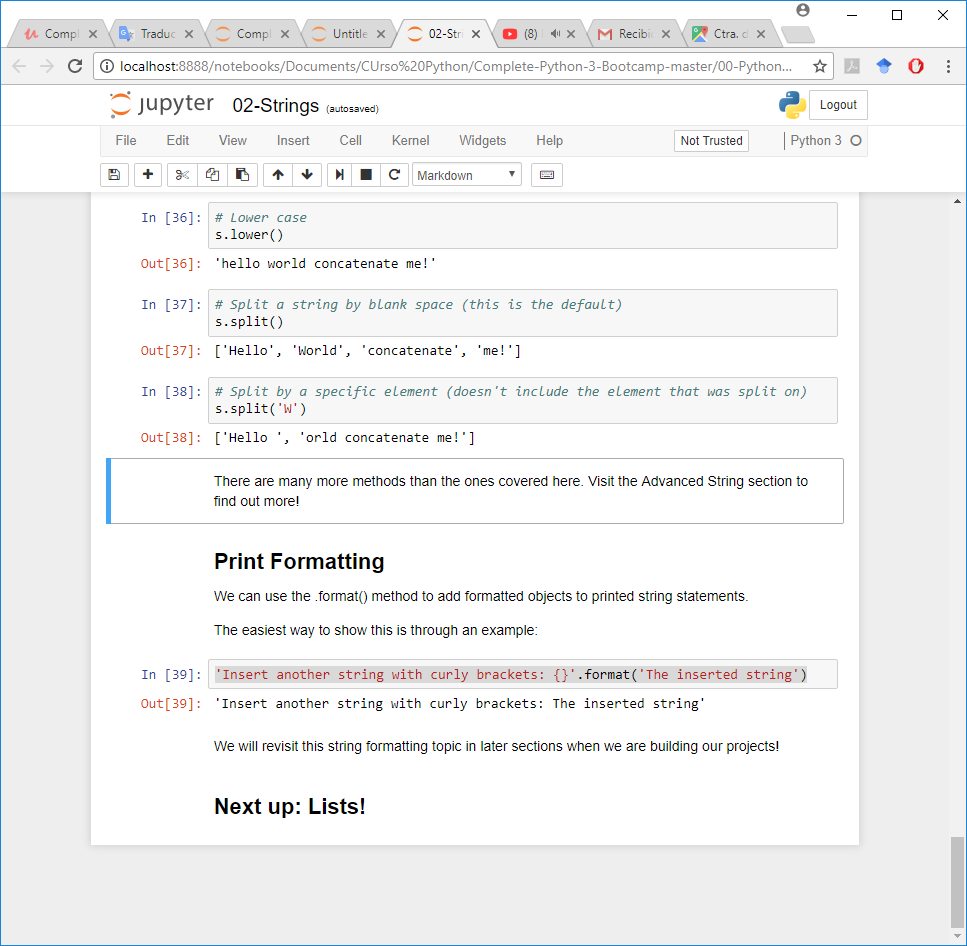 Compl
Traduc
Compl
Untitle
02-Stri
(8)
Recibi
Ctra. d
localhost:8888/notebooks/Documents/CUrso%20Python/Complete-Python-3-Bootcamp-master/00-Python...
jupyter 02-Strings (autosaved)
Logout
File Edit View Insert Cell Kernel Widgets Help
Not Trusted
Python 3
Markdown
In [36]: # Lower case
s.lower()
Out[36]: 'hello world concatenate me!'
In [37]: # Split a string by blank space (this is the default)
s.split()
Out[37]: ['Hello', 'World', 'concatenate', 'me!']
In [38]: # Split by a specific element (doesn't include the element that was split on)
s.split('W')
Out[38]: ['Hello ', 'orld concatenate me!']
There are many more methods than the ones covered here. Visit the Advanced String section to
find out more!
Print Formatting
We can use the .format() method to add formatted objects to printed string statements.
The easiest way to show this is through an example:
In [39]: 'Insert another string with curly brackets: {}'.format('The inserted string')
Out[39]: 'Insert another string with curly brackets: The inserted string'
We will revisit this string formatting topic in later sections when we are building our projects!
Next up: Lists!